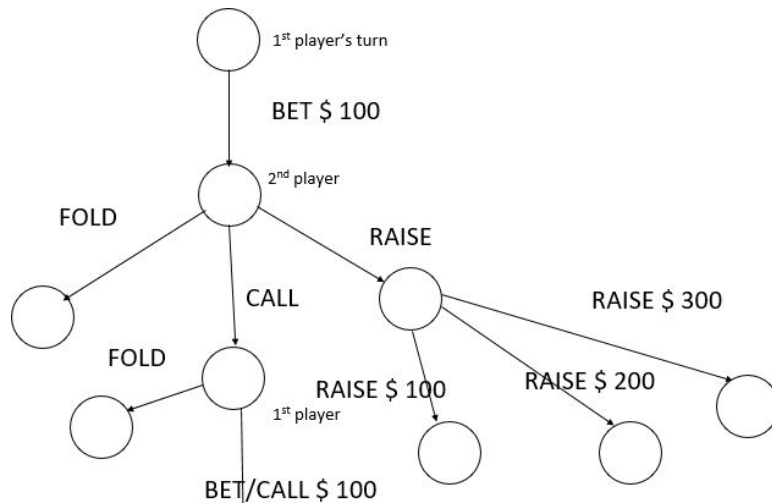 1st player's turn
BET $ 100
2nd player
FOLD
RAISE
CALL
RAISE $ 300
FOLD
RAISE $ 100
RAISE $ 200
1st player
BET/CALL $ 100